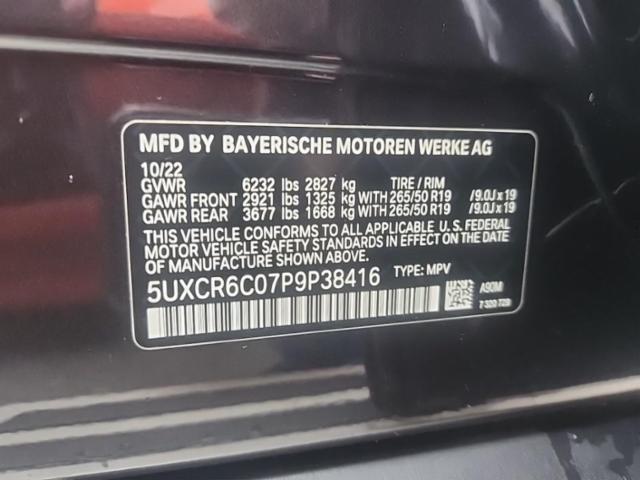 MFD BY BAYERISCHE MOTOREN WERKE AG
10/22
GVWR 6232 lbs 2827 kg TIRE / RIM
GAWR FRONT 2921 lbs 1325 kg WITH 265/50 R19 /9.0J x 19
GAWR REAR 3677 lbs 1668 kg WITH 265/50 R19 /9.0J x 19
THIS VEHICLE CONFORMS TO ALL APPLICABLE U. S. FEDERAL
MOTOR VEHICLE SAFETY STANDARDS IN EFFECT ON THE
DATE OF MANUFACTURE SHOWN ABOVE.
5UXCR6C07P9P38416 TYPE: MPV
A90M